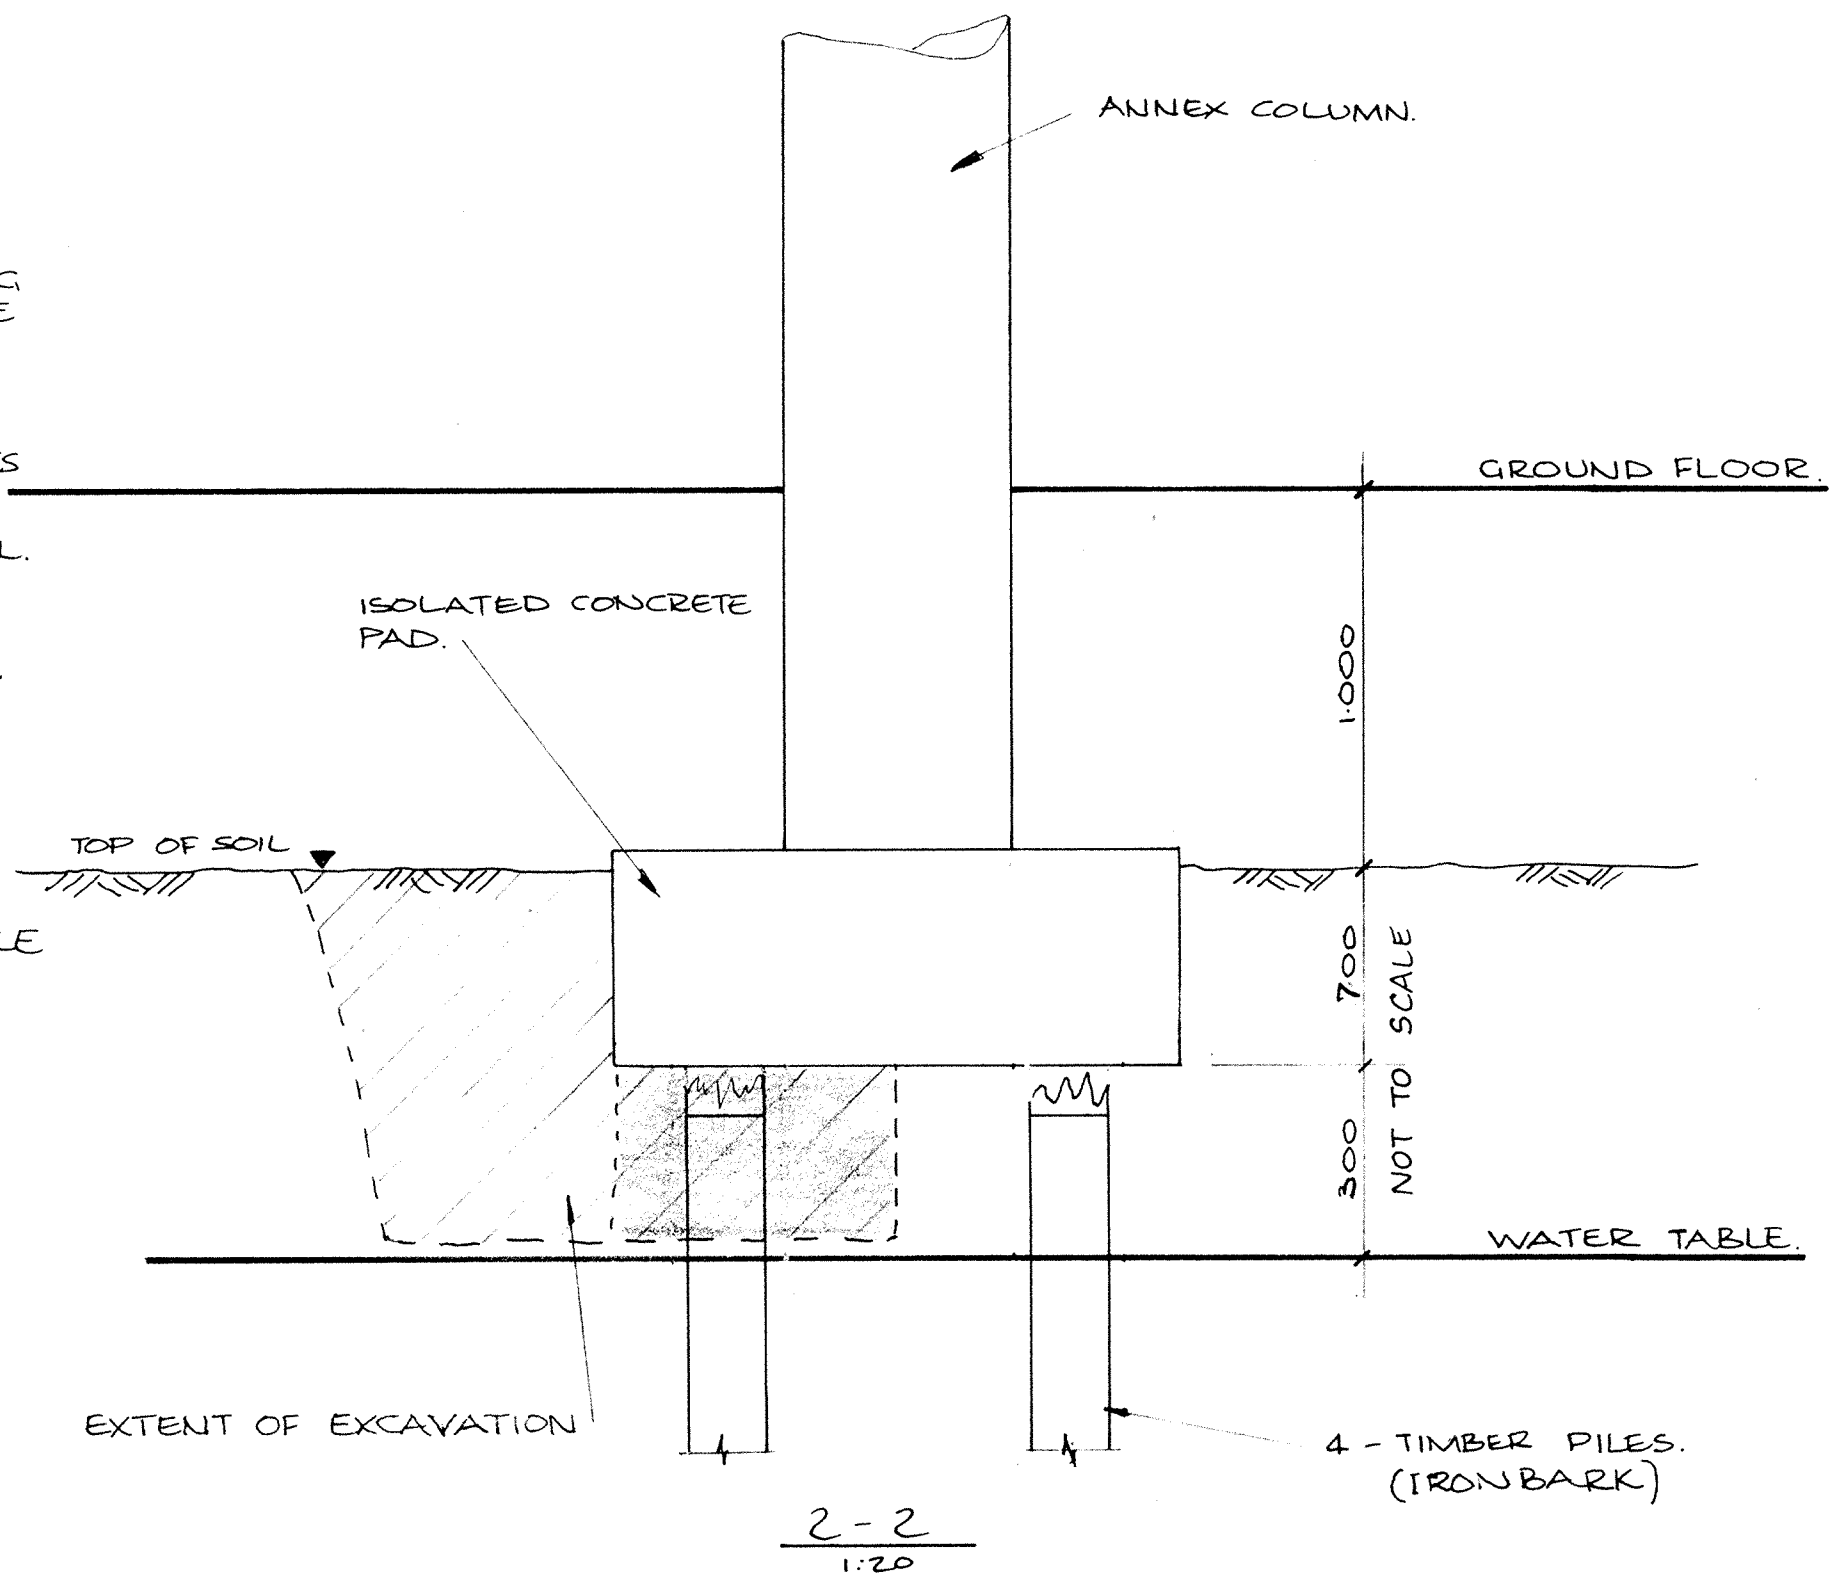 ANNEX COLUMN.
G
E
S
GROUND FLOOR.
L.
ISOLATED CONCRETE
PAD.
1.000
TOP OF SOIL
LE
700
NOT TO SCALE
300
WATER TABLE.
EXTENT OF EXCAVATION
4 - TIMBER PILES.
(IRONBARK)
2 - 2
1:20